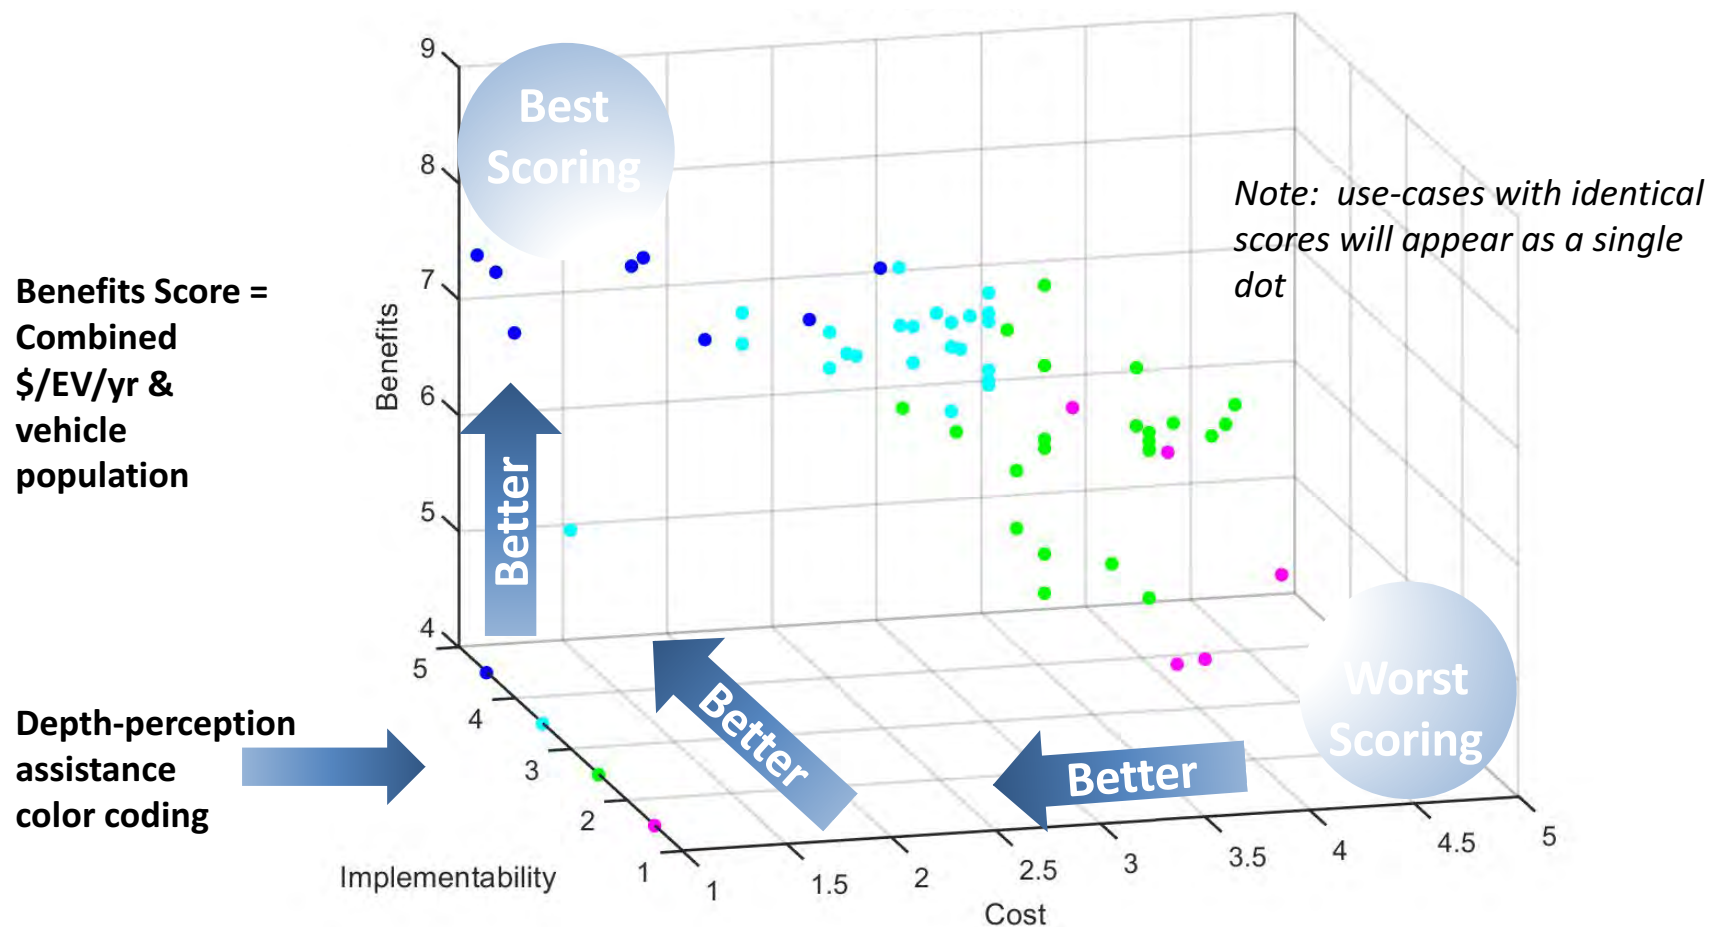 9
8
7
6
5
4
Benefits
Best
Scoring
Note:  use-cases with identical
scores will appear as a single
dot
Benefits Score =
Combined
$/EV/yr &
vehicle
population
Better
Better
Better
Worst
Scoring
Depth-perception
assistance
color coding
5
4
3
2
1
Implementability
1
1.5
2
2.5
3
3.5
4
4.5
5
Cost